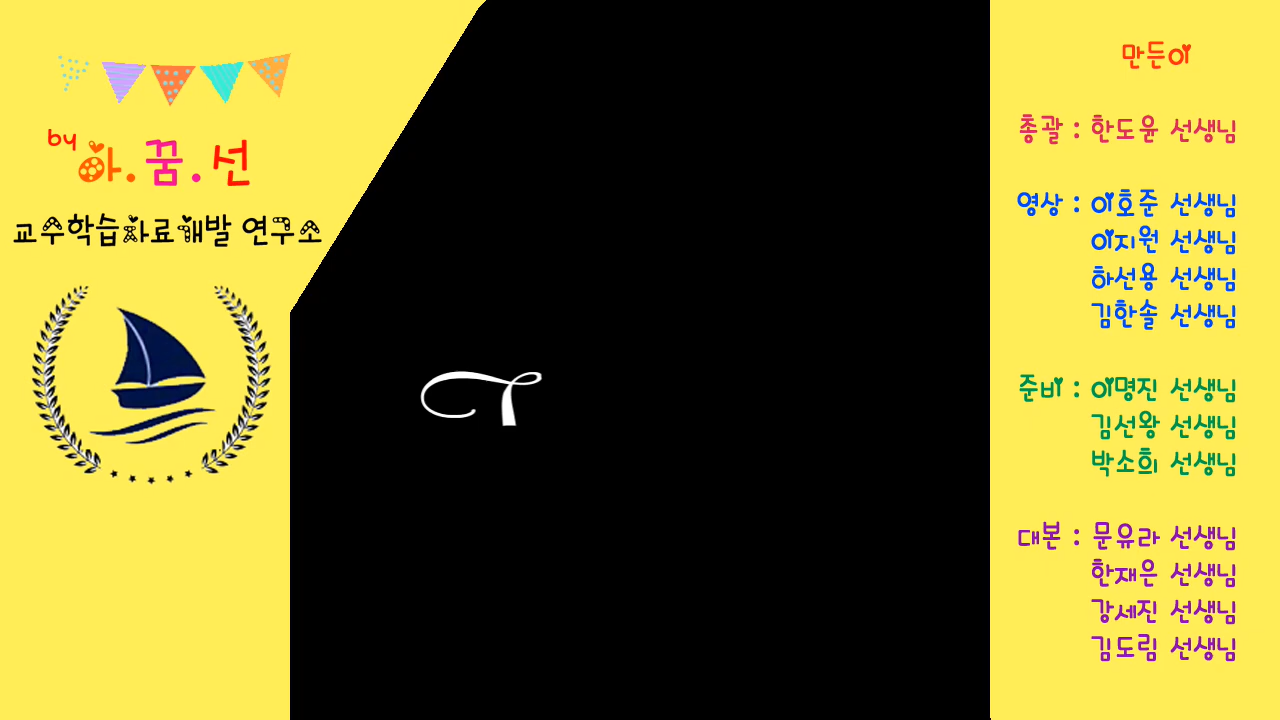 by
하.꿈.선
교수학습자료개발 연구소
T
만든이
총괄 : 한도윤 선생님
영상 : 이호준 선생님
이지원 선생님
하선용 선생님
김한솔 선생님
준비 : 이명진 선생님
김선왕 선생님
박소희 선생님
대본 : 문유라 선생님
한재은 선생님
강세진 선생님
김도림 선생님